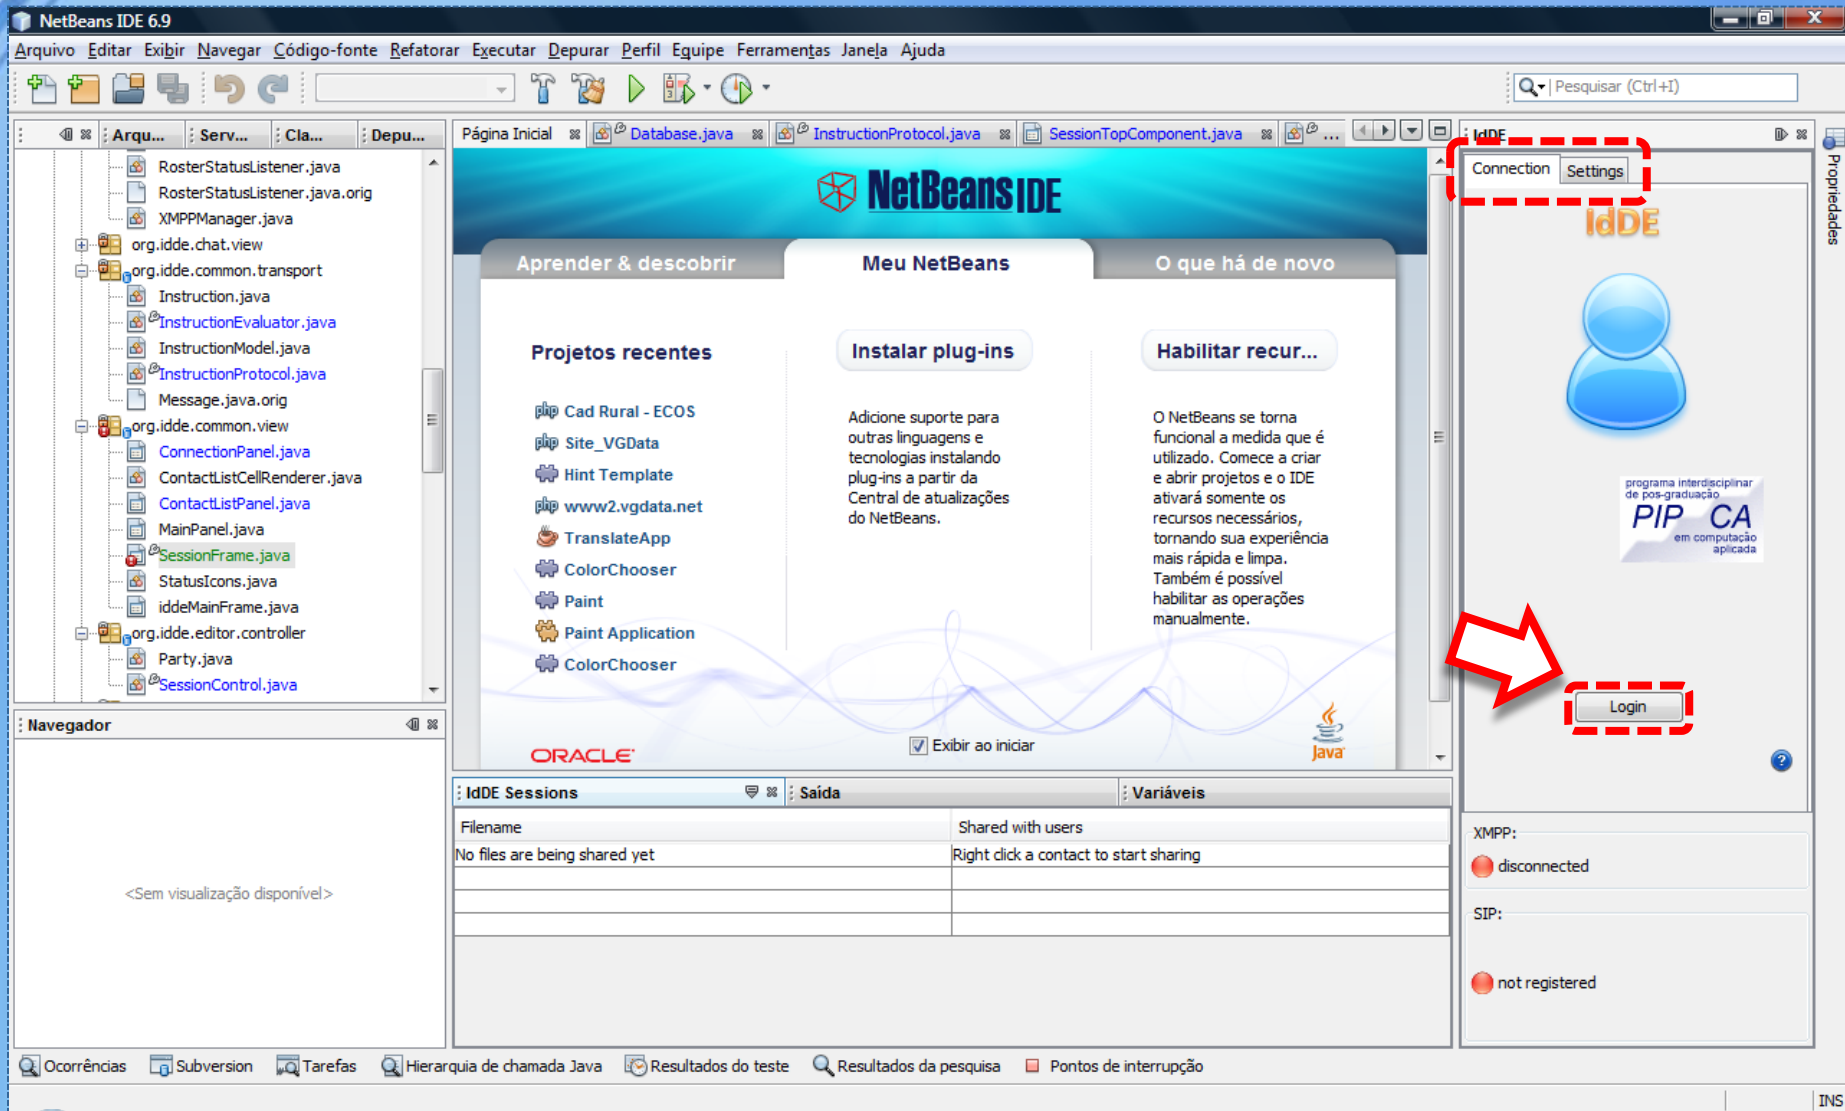 NetBeans IDE 6.9
Arquivo Editar Exibir Navegar Código-fonte Refatorar Executar Depurar Perfil Equipe Ferramentas Janela Ajuda
Pesquisar (Ctrl+I)
Arqu... Serv... Cla... Depu...
RosterStatusListener.java
RosterStatusListener.java.orig
XMPPManager.java
org.idde.chat.view
org.idde.common.transport
Instruction.java
InstructionEvaluator.java
InstructionModel.java
InstructionProtocol.java
Message.java.orig
org.idde.common.view
ConnectionPanel.java
ContactListCellRenderer.java
ContactListPanel.java
MainPanel.java
SessionFrame.java
StatusIcons.java
iddeMainFrame.java
org.idde.editor.controller
Party.java
SessionControl.java
Navegador
<Sem visualização disponível>
Página Inicial Database.java InstructionProtocol.java SessionTopComponent.java ...
NetBeans IDE
Aprender & descobrir Meu NetBeans O que há de novo
Projetos recentes
Cad Rural - ECOS
Site_VGData
Hint Template
www2.vgdata.net
TranslateApp
ColorChooser
Paint
Paint Application
ColorChooser
Instalar plug-ins
Adicione suporte para
outras linguagens e
tecnologias instalando
plug-ins a partir da
Central de atualizações
do NetBeans.
Habilitar recur...
O NetBeans se torna
funcional a medida que é
utilizado. Comece a criar
e abrir projetos e o IDE
ativará somente os
recursos necessários,
tornando sua experiência
mais rápida e limpa.
Também é possível
habilitar as operações
manualmente.
ORACLE
Exibir ao iniciar
Java
IdDE Sessions Saída Variáveis
Filename Shared with users
No files are being shared yet Right click a contact to start sharing
IdDE
Connection Settings
IdDE
programa interdisciplinar
de pos-graduação
PIP CA
em computação
aplicada
Login
XMPP:
disconnected
SIP:
not registered
Propriedades
Ocorrências Subversion Tarefas Hierarquia de chamada Java Resultados do teste Resultados da pesquisa Pontos de interrupção
INS